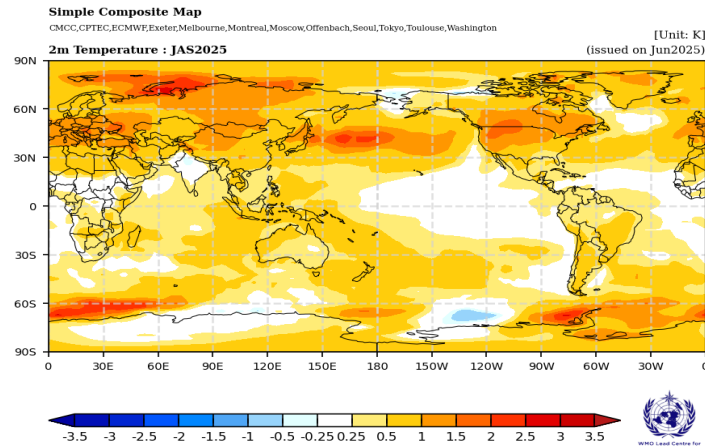 Simple Composite Map
CMCC,CPTEC,ECMWF,Exeter,Melbourne,Montreal,Moscow,Offenbach,Seoul,Tokyo,Toulouse,Washington
[Unit: K]
2m Temperature : JAS2025
(issued on Jun2025)
90N
60N
30N
0
30S
60S
90S
0 30E 60E 90E 120E 150E 180 150W 120W 90W 60W 30W 0
-3.5 -3 -2.5 -2 -1.5 -1 -0.5 -0.25 0.25 0.5 1 1.5 2 2.5 3 3.5
WMO Lead Centre for